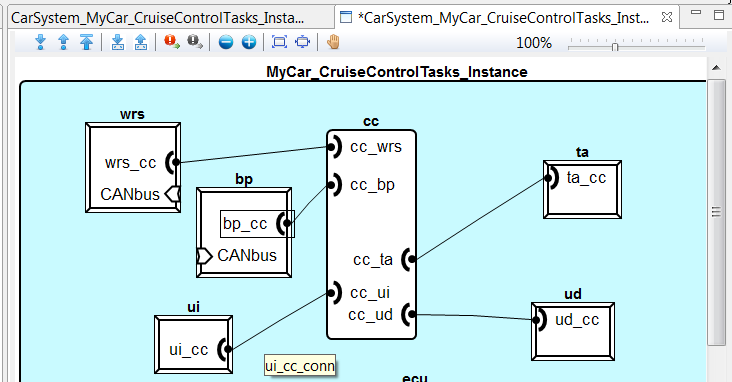 CarSystem_MyCar_CruiseControlTasks_Insta...
*CarSystem_MyCar_CruiseControlTasks_Inst...
100%
MyCar_CruiseControlTasks_Instance
wrs
wrs_cc
CANbus
bp
bp_cc
CANbus
cc
cc_wrs
cc_bp
cc_ta
cc_ui
cc_ud
ta
ta_cc
ui
ui_cc
ud
ud_cc
ui_cc_conn
ecu